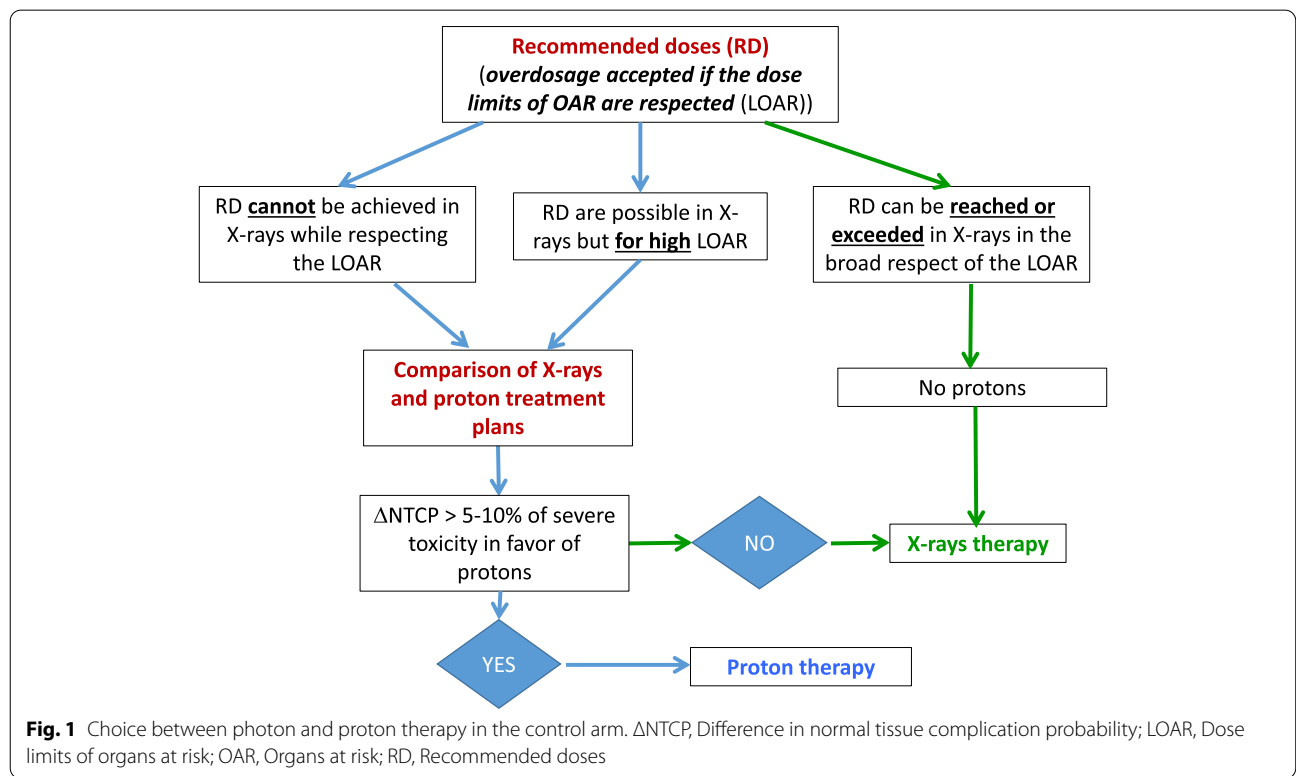 Recommended doses (RD)
(overdosage accepted if the dose
limits of OAR are respected (LOAR))
RD cannot be achieved in
X-rays while respecting
the LOAR
RD are possible in X-
rays but for high LOAR
RD can be reached or
exceeded in X-rays in the
broad respect of the LOAR
Comparison of X-rays
and proton treatment
plans
No protons
ΔNTCP > 5-10% of severe
toxicity in favor of
protons
NO
X-rays therapy
YES
Proton therapy
Fig. 1 Choice between photon and proton therapy in the control arm. ΔNTCP, Difference in normal tissue complication probability; LOAR, Dose
limits of organs at risk; OAR, Organs at risk; RD, Recommended doses